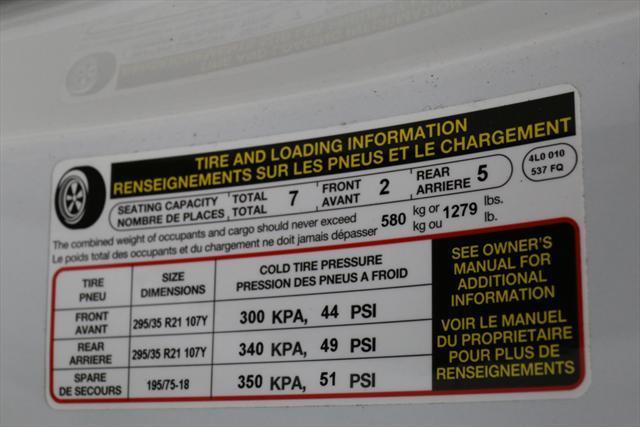 TIRE AND LOADING INFORMATION
RENSEIGNEMENTS SUR LES PNEUS ET LE CHARGEMENT
SEATING CAPACITY TOTAL 7 FRONT 2 REAR 5
NOMBRE DE PLACES TOTAL AVANT ARRIERE
4L0 010
537 FQ
The combined weight of occupants and cargo should never exceed 580 kg or 1279 lbs.
Le poids total des occupants et du chargement ne doit jamais dépasser kg ou lb.
TIRE SIZE COLD TIRE PRESSURE
PNEU DIMENSIONS PRESSION DES PNEUS A FROID
FRONT
AVANT 295/35 R21 107Y 300 KPA, 44 PSI
REAR
ARRIERE 295/35 R21 107Y 340 KPA, 49 PSI
SPARE
DE SECOURS 195/75-18 350 KPA, 51 PSI
SEE OWNER'S
MANUAL FOR
ADDITIONAL
INFORMATION
VOIR LE MANUEL
DU PROPRIETAIRE
POUR PLUS DE
RENSEIGNEMENTS